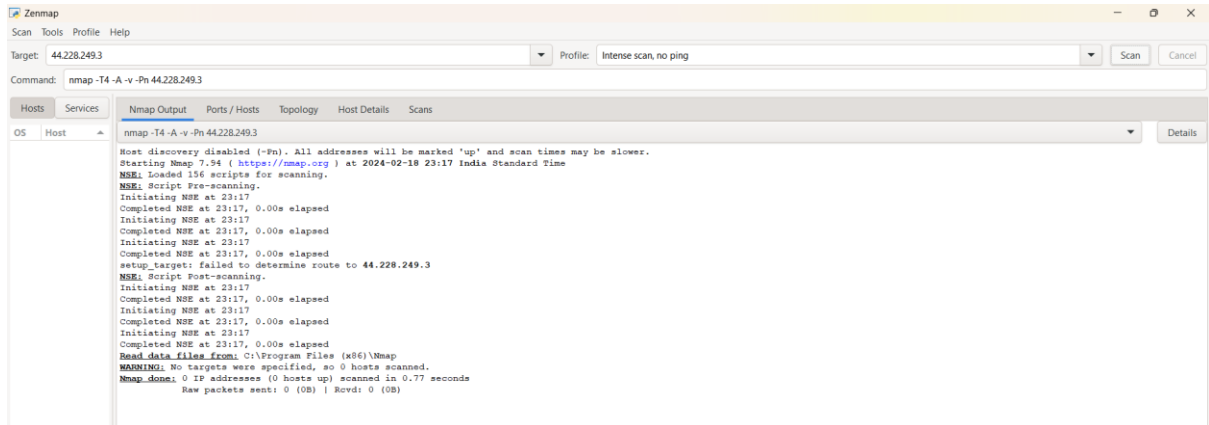 Zenmap
Scan Tools Profile Help
Target: 44.228.249.3 Profile: Intense scan, no ping Scan Cancel
Command: nmap -T4 -A -v -Pn 44.228.249.3
Hosts Services Nmap Output Ports / Hosts Topology Host Details Scans
OS Host nmap -T4 -A -v -Pn 44.228.249.3 Details
Host discovery disabled (-Pn). All addresses will be marked 'up' and scan times may be slower.
Starting Nmap 7.94 ( https://nmap.org ) at 2024-02-18 23:17 India Standard Time
NSE: Loaded 156 scripts for scanning.
NSE: Script Pre-scanning.
Initiating NSE at 23:17
Completed NSE at 23:17, 0.00s elapsed
Initiating NSE at 23:17
Completed NSE at 23:17, 0.00s elapsed
Initiating NSE at 23:17
Completed NSE at 23:17, 0.00s elapsed
setup_target: failed to determine route to 44.228.249.3
NSE: Script Post-scanning.
Initiating NSE at 23:17
Completed NSE at 23:17, 0.00s elapsed
Initiating NSE at 23:17
Completed NSE at 23:17, 0.00s elapsed
Initiating NSE at 23:17
Completed NSE at 23:17, 0.00s elapsed
Read data files from: C:\Program Files (x86)\Nmap
WARNING: No targets were specified, so 0 hosts scanned.
Nmap done: 0 IP addresses (0 hosts up) scanned in 0.77 seconds
Raw packets sent: 0 (0B) | Rcvd: 0 (0B)